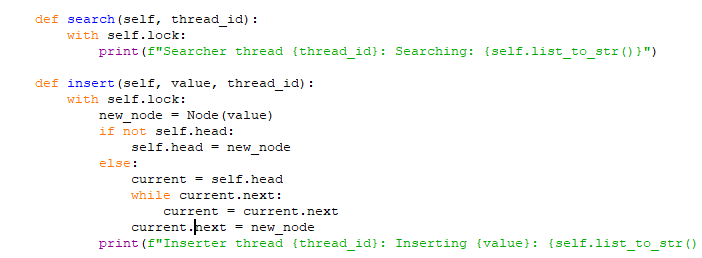 def search(self, thread_id):
    with self.lock:
        print(f"Searcher thread {thread_id}: Searching: {self.list_to_str()}")

def insert(self, value, thread_id):
    with self.lock:
        new_node = Node(value)
        if not self.head:
            self.head = new_node
        else:
            current = self.head
            while current.next:
                current = current.next
            current.next = new_node
        print(f"Inserter thread {thread_id}: Inserting {value}: {self.list_to_str()